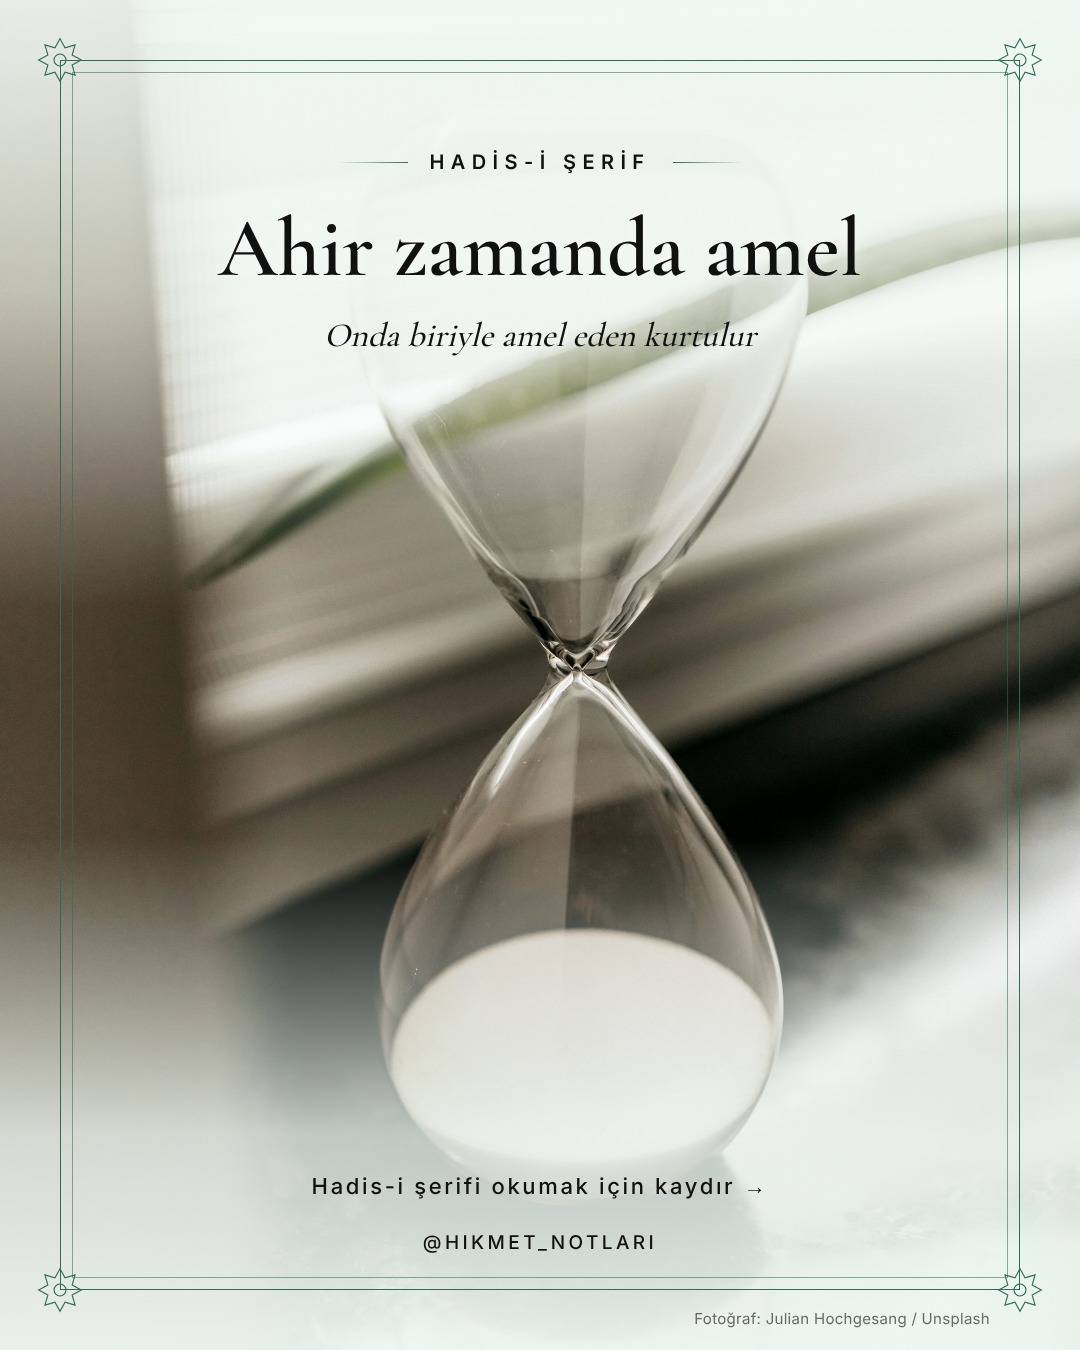 HADİS-İ ŞERİF
Ahir zamanda amel
Onda biriyle amel eden kurtulur
Hadis-i şerifi okumak için kaydır →
@HIKMET_NOTLARI
Fotoğraf: Julian Hochgesang / Unsplash